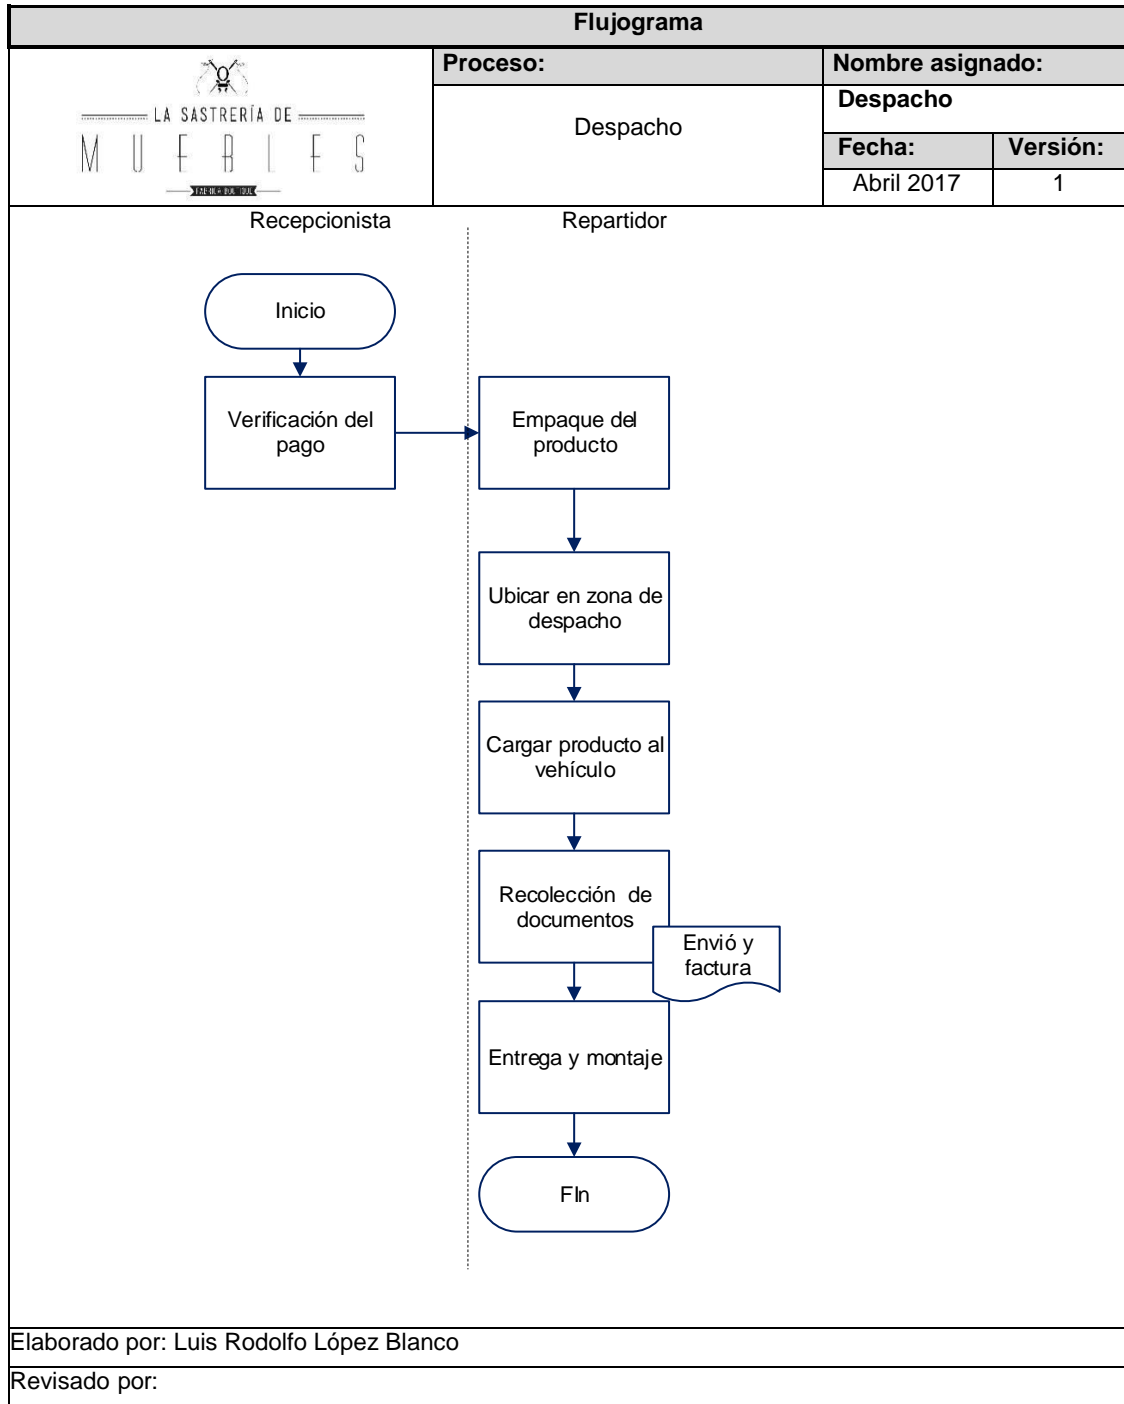 Flujograma
LA SASTRERÍA DE
MUEBLES
FABRICA BOUTIQUE
Proceso:
Despacho
Nombre asignado:
Despacho
Fecha:
Versión:
Abril 2017
1
Recepcionista
Repartidor
Inicio
Verificación del
pago
Empaque del
producto
Ubicar en zona de
despacho
Cargar producto al
vehículo
Recolección de
documentos
Envió y
factura
Entrega y montaje
FIn
Elaborado por: Luis Rodolfo López Blanco
Revisado por: